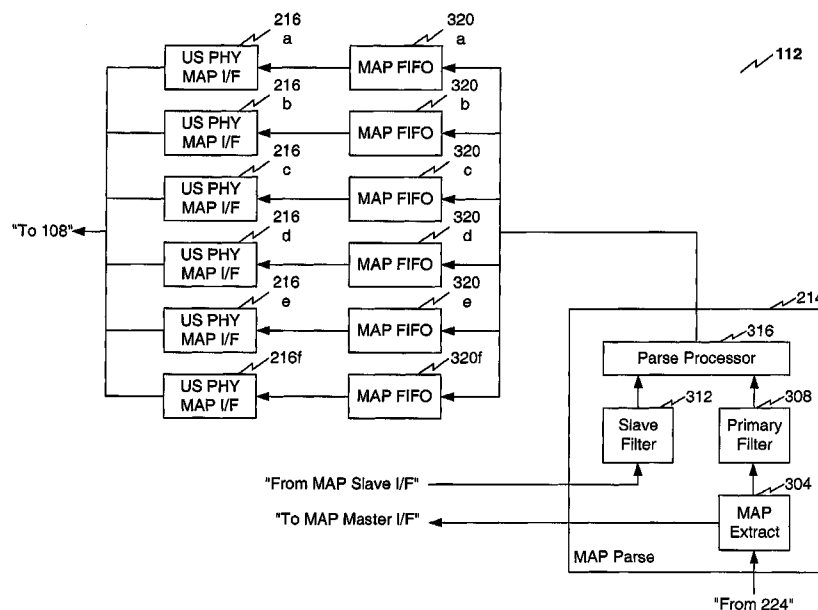 216
a
320
a
112
US PHY
MAP I/F
MAP FIFO
216
b
320
b
US PHY
MAP I/F
MAP FIFO
216
c
320
c
US PHY
MAP I/F
MAP FIFO
"To 108"
216
d
320
d
US PHY
MAP I/F
MAP FIFO
216
e
320
e
US PHY
MAP I/F
MAP FIFO
216f
320f
US PHY
MAP I/F
MAP FIFO
214
316
Parse Processor
312
308
Slave
Filter
Primary
Filter
"From MAP Slave I/F"
304
"To MAP Master I/F"
MAP
Extract
MAP Parse
"From 224"